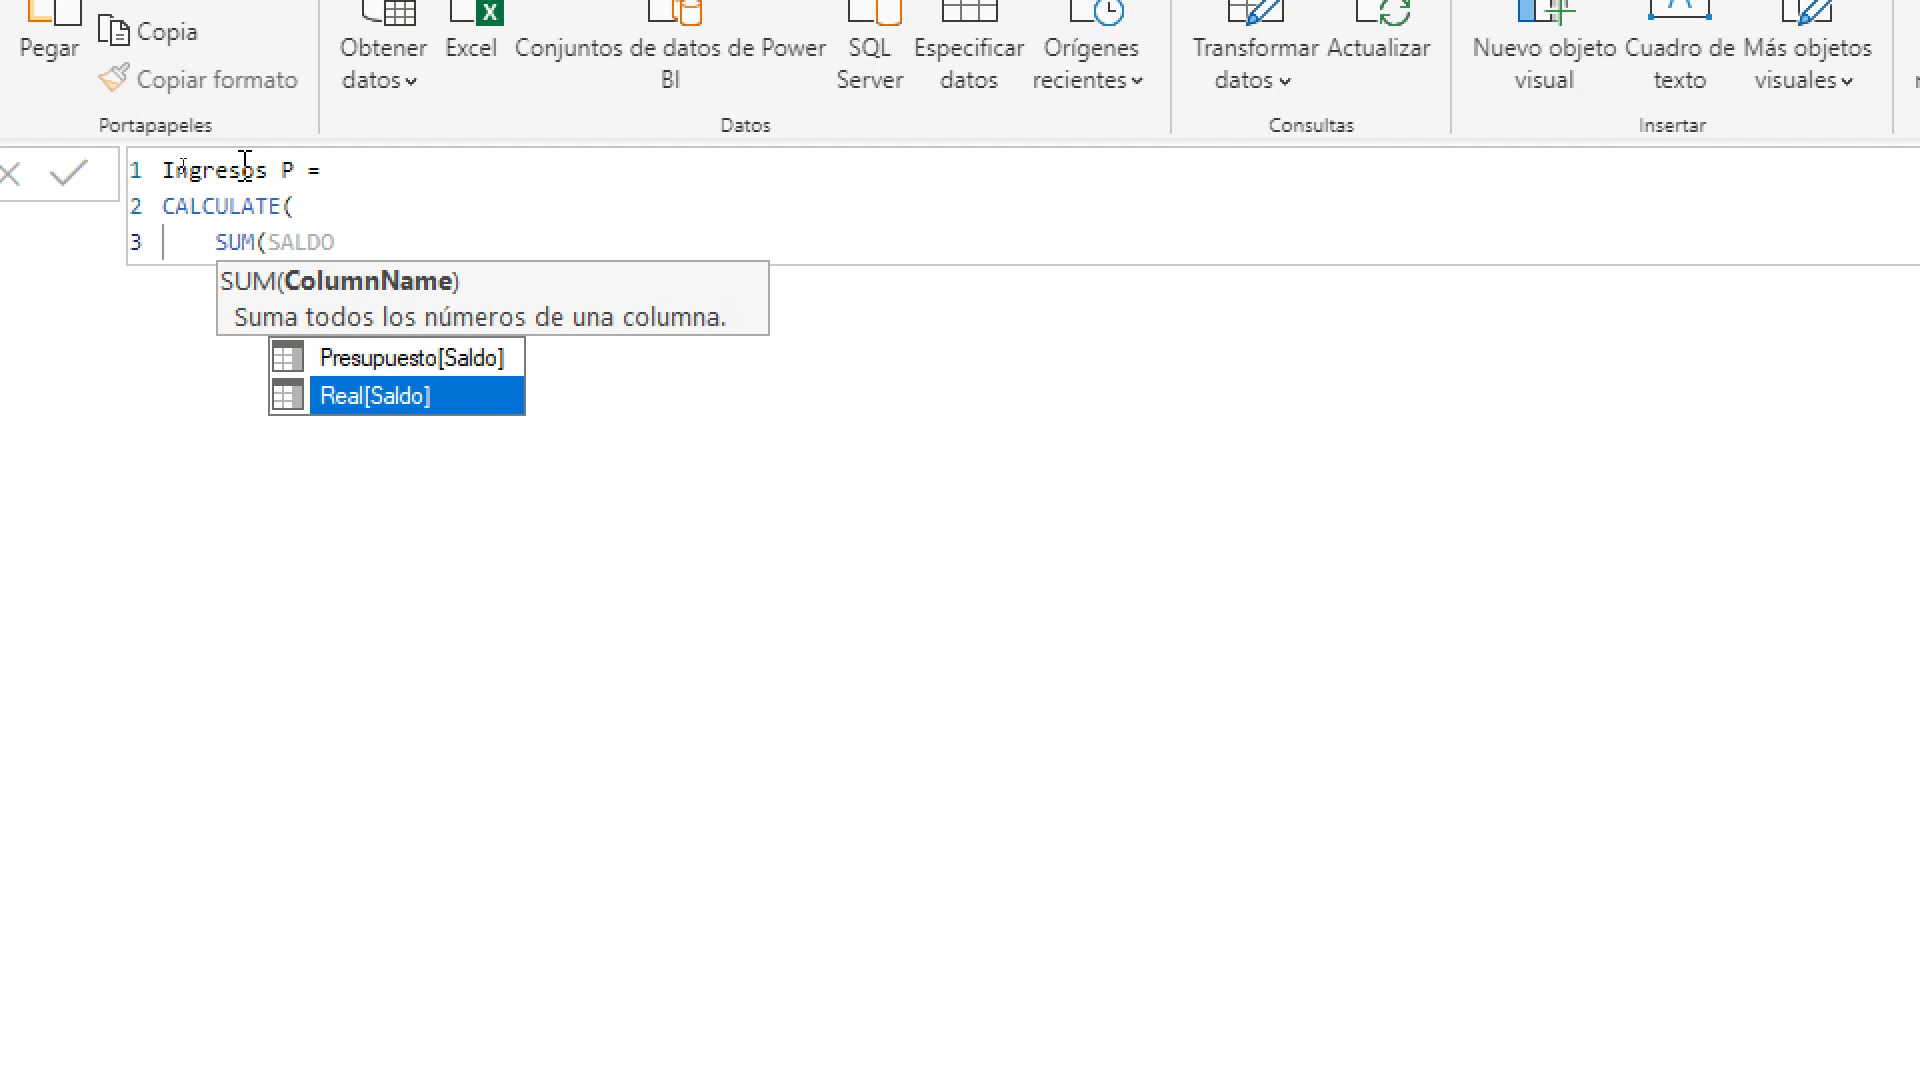 Pegar
Copia
Copiar formato
Portapapeles
Obtener datos
Excel
Conjuntos de datos de Power BI
SQL Server
Especificar datos
Orígenes recientes
Datos
Transformar datos
Actualizar
Consultas
Nuevo objeto visual
Cuadro de texto
Más objetos visuales
Insertar
1 Ingresos P =
2 CALCULATE(
3 SUM(SALDO
SUM(ColumnName)
Suma todos los números de una columna.
Presupuesto[Saldo]
Real[Saldo]